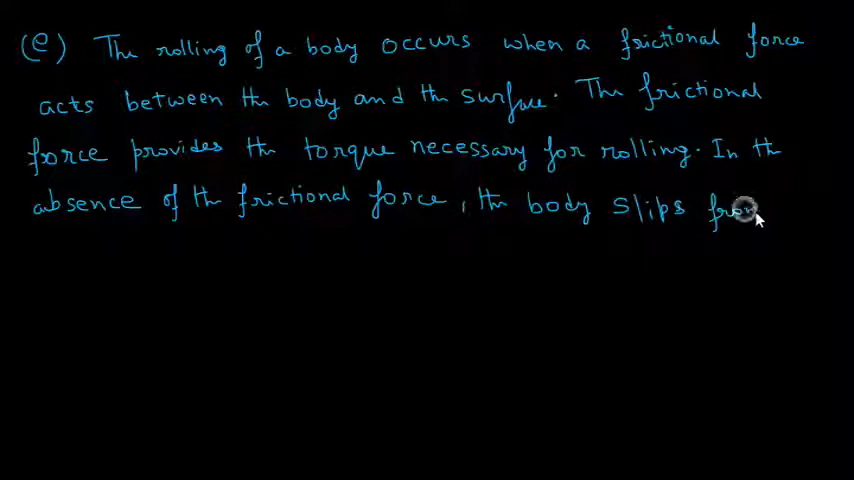 (e) The rolling of a body occurs when a frictional force
acts between the body and the surface. The frictional
force provides the torque necessary for rolling. In the
absence of the frictional force, the body slips from